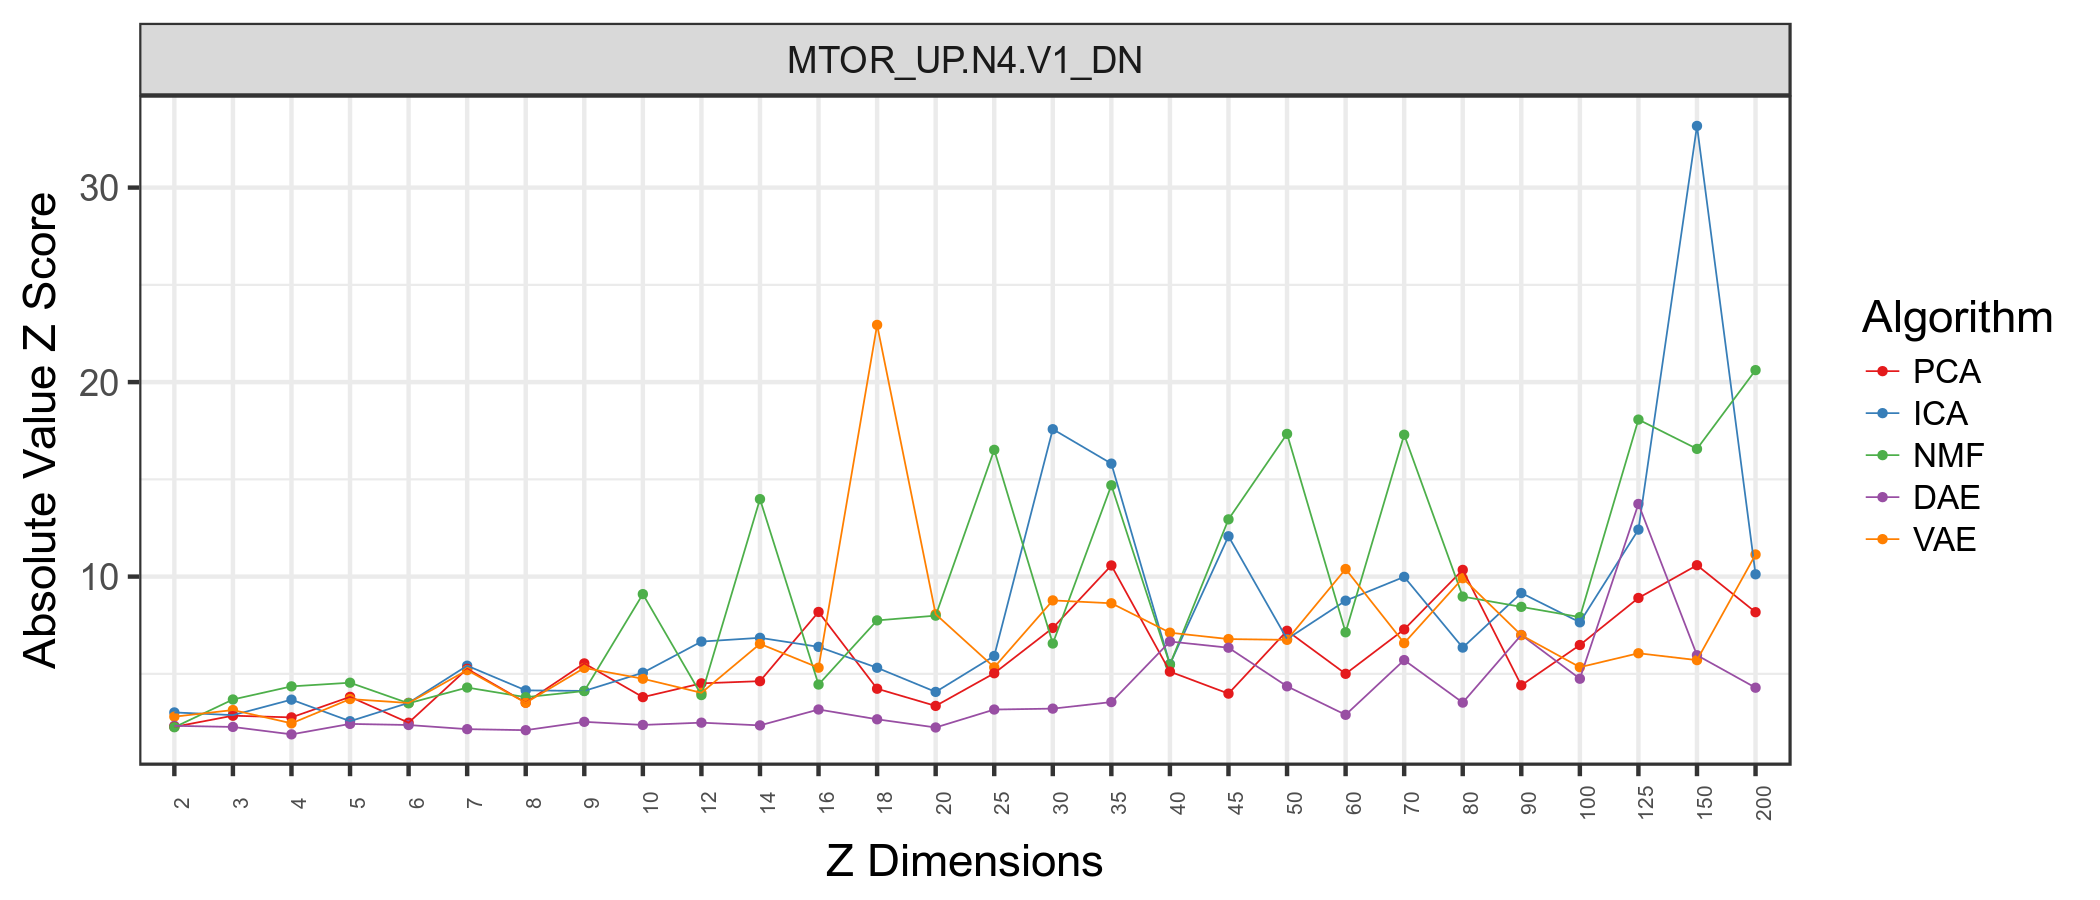 MTOR_UP.N4.V1_DN
Absolute Value Z Score
30
20
10
2 3 4 5 6 7 8 9 10 12 14 16 18 20 25 30 35 40 45 50 60 70 80 90 100 125 150 200
Z Dimensions
Algorithm
PCA
ICA
NMF
DAE
VAE